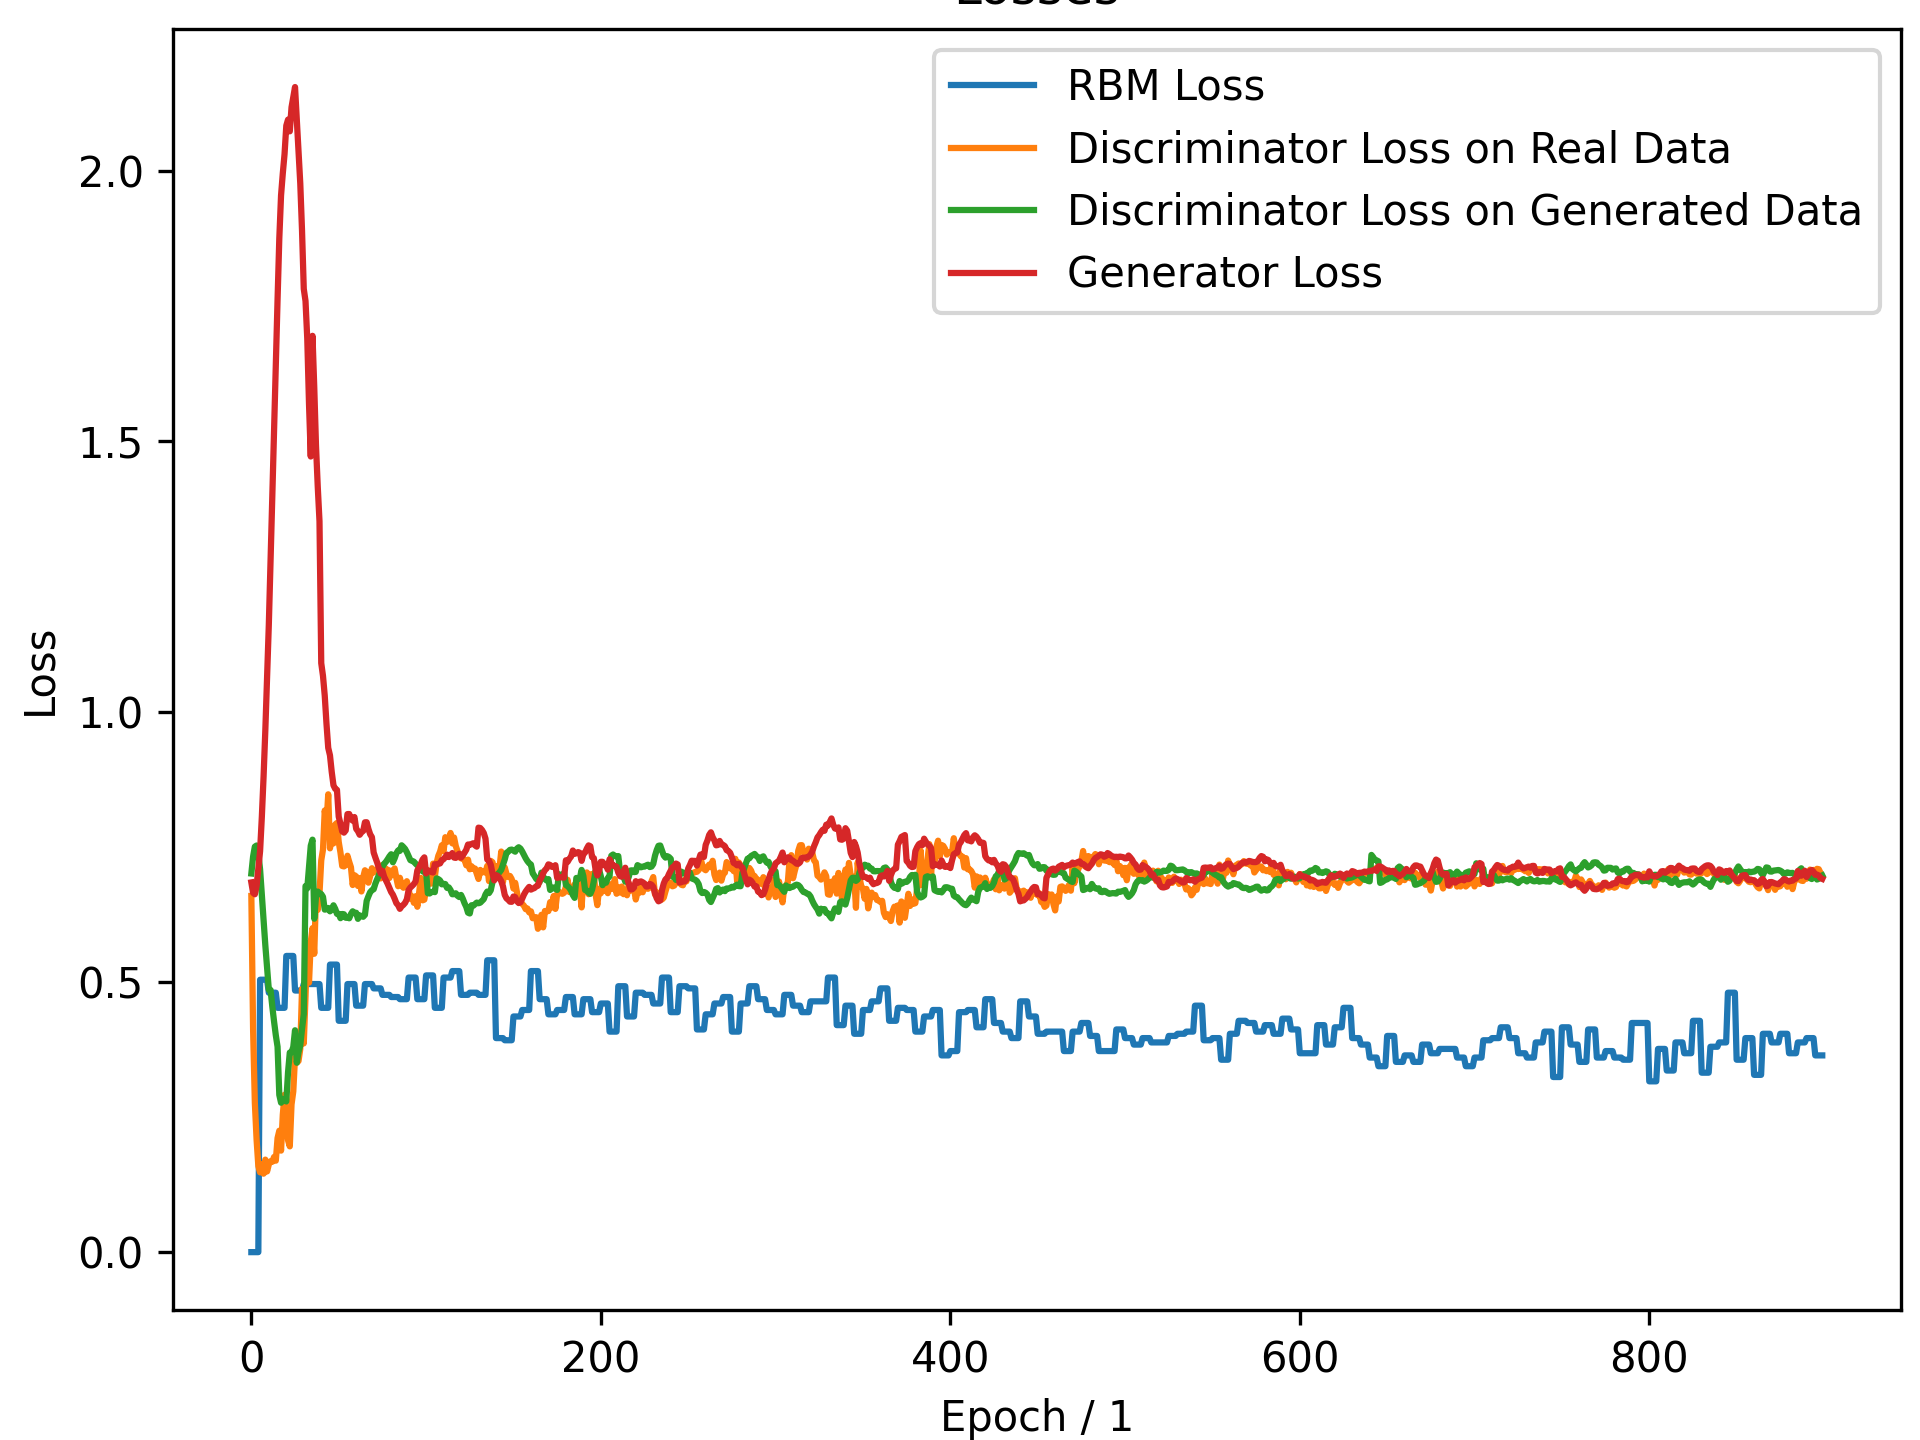 Losses
RBM Loss
Discriminator Loss on Real Data
Discriminator Loss on Generated Data
Generator Loss
2.0
1.5
1.0
0.5
0.0
Loss
0 200 400 600 800
Epoch / 1